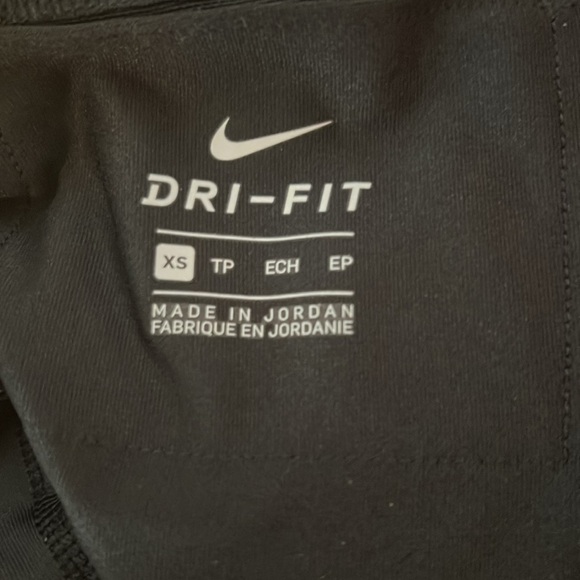 DRI-FIT
XS TP ECH EP
MADE IN JORDAN
FABRIQUE EN JORDANIE